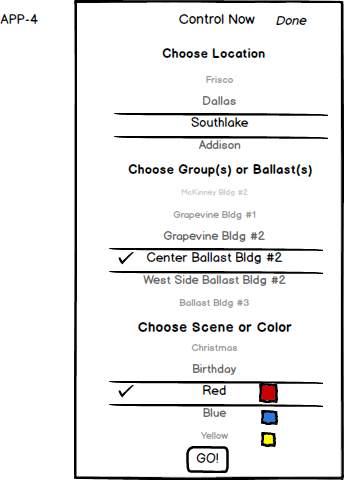 APP-4
Control Now Done
Choose Location
Frisco
Dallas
Southlake
Addison
Choose Group(s) or Ballast(s)
McKinney Bldg #2
Grapevine Bldg #1
Grapevine Bldg #2
Center Ballast Bldg #2
West Side Ballast Bldg #2
Ballast Bldg #3
Choose Scene or Color
Christmas
Birthday
Red
Blue
Yellow
GO!